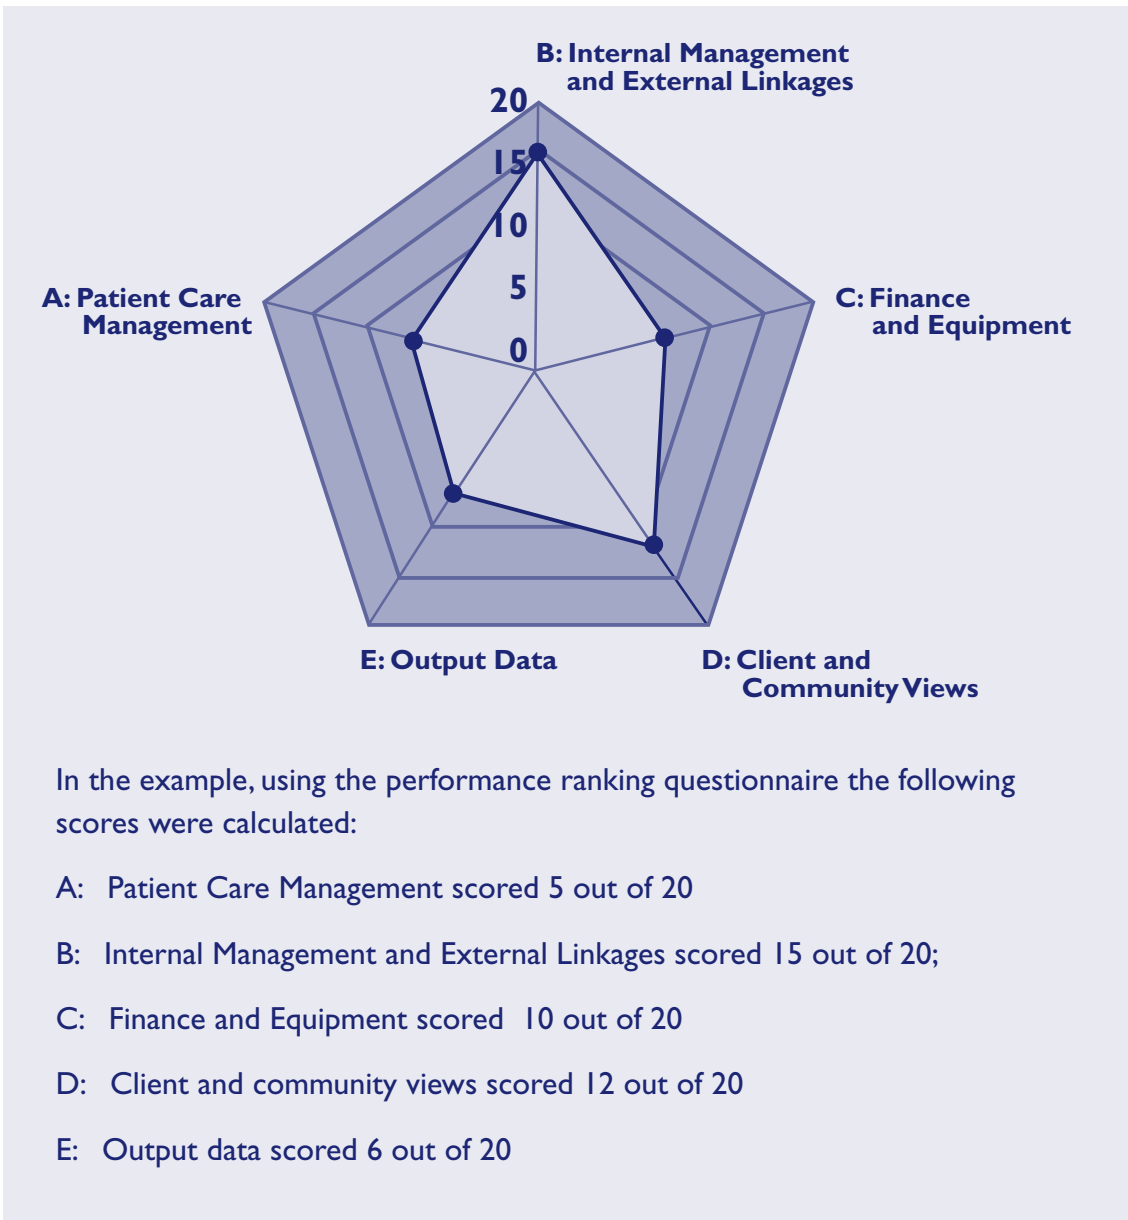 B: Internal Management
and External Linkages
20
15
10
5
0
A: Patient Care
Management
C: Finance
and Equipment
E: Output Data
D: Client and
Community Views
In the example, using the performance ranking questionnaire the following
scores were calculated:
A: Patient Care Management scored 5 out of 20
B: Internal Management and External Linkages scored 15 out of 20;
C: Finance and Equipment scored 10 out of 20
D: Client and community views scored 12 out of 20
E: Output data scored 6 out of 20